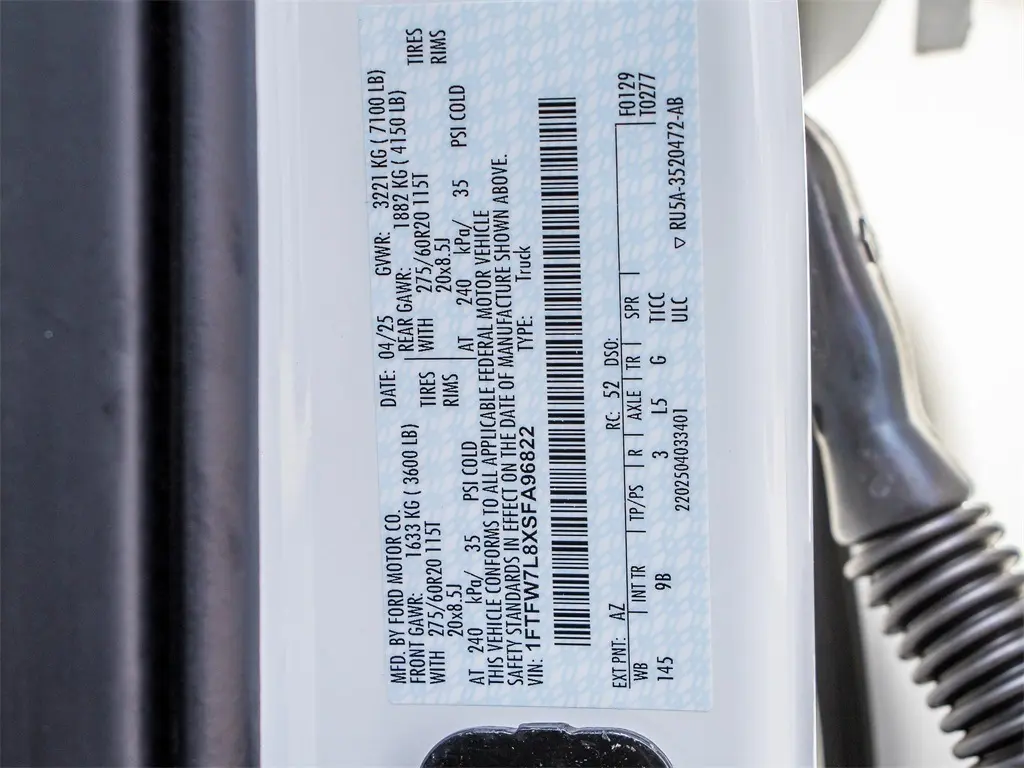 MFD. BY FORD MOTOR CO. DATE: 04/25 GVWR: 3221 KG ( 7100 LB)
FRONT GAWR: 1633 KG ( 3600 LB) REAR GAWR: 1882 KG ( 4150 LB)
WITH 275/60R20 115T TIRES WITH 275/60R20 115T TIRES
20x8.5J RIMS 20x8.5J RIMS
AT 240 kPa/ 35 PSI COLD AT 240 kPa/ 35 PSI COLD
THIS VEHICLE CONFORMS TO ALL APPLICABLE FEDERAL MOTOR VEHICLE
SAFETY STANDARDS IN EFFECT ON THE DATE OF MANUFACTURE SHOWN ABOVE.
VIN: 1FTFW7L8XSFA96822 TYPE: Truck
EXT PNT: AZ RC: 52 DSO: F0129
WB INT TR TP/PS R AXLE TR SPR T0277
145 9B 3 L5 G TICC
220250403340​1 ULC ▽ RU5A-3520472-AB